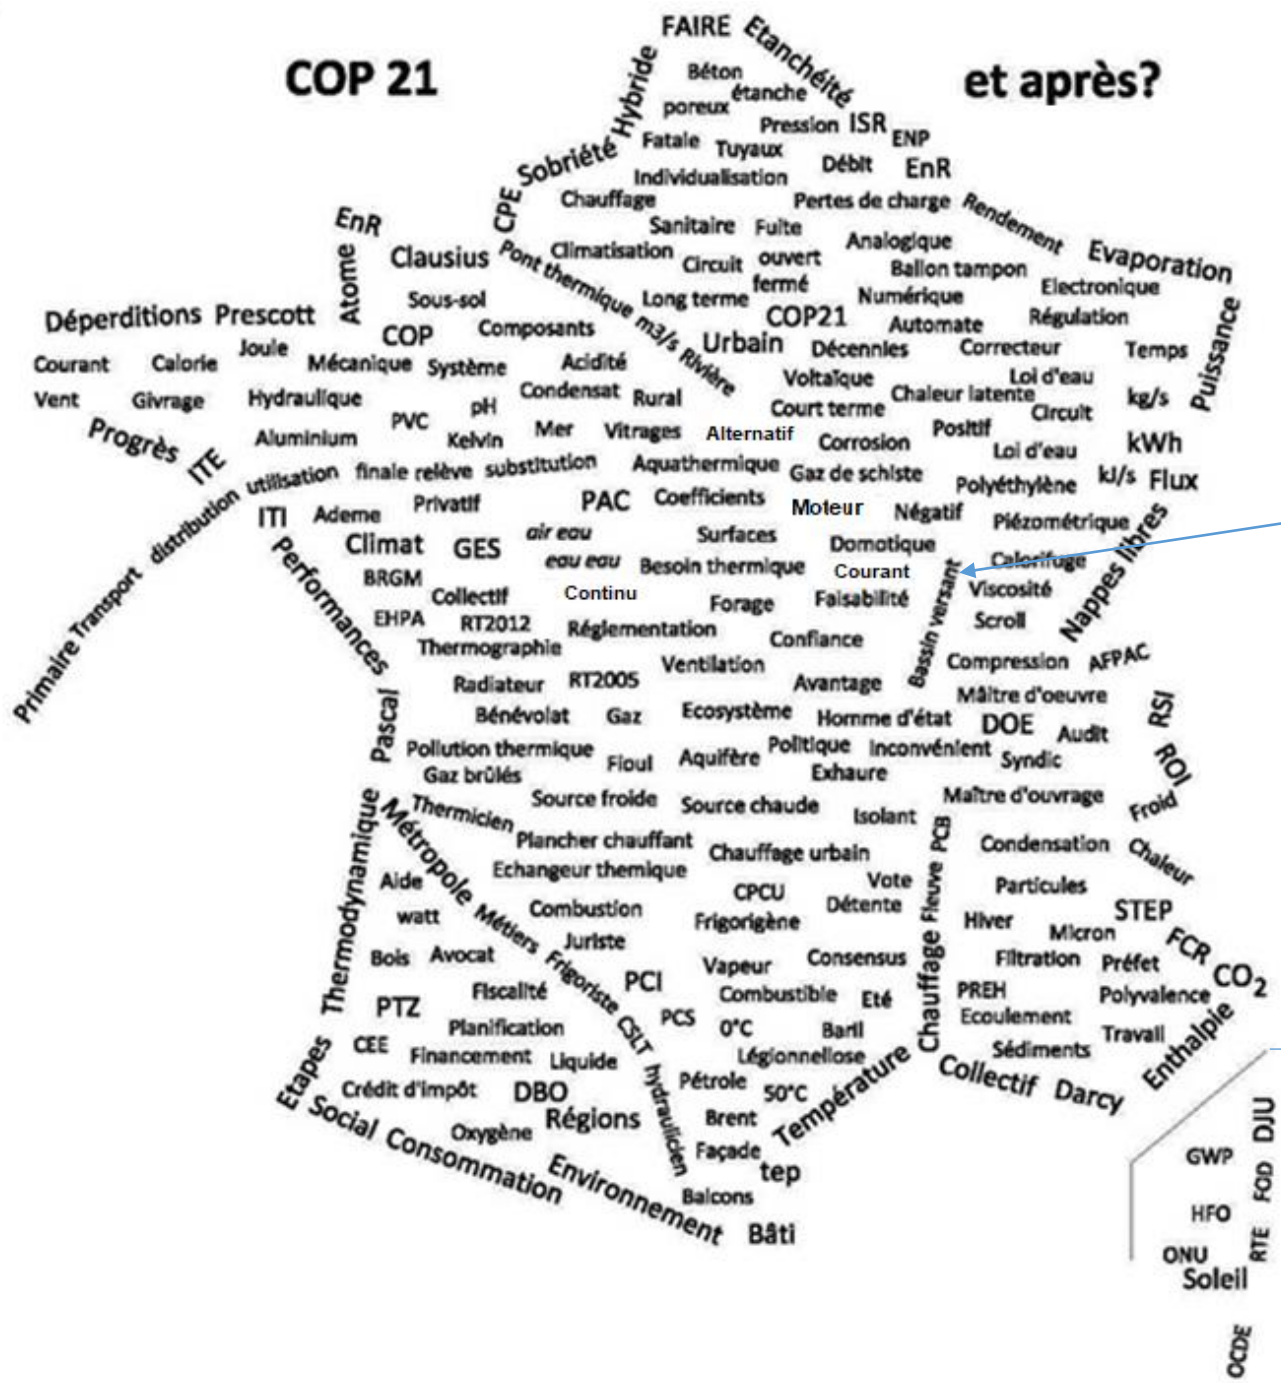 FAIRE Etanchéité
COP 21
et après?
Hybride
Béton
étanche
poreux
Pression ISR ENP
Fatale Tuyaux
Sobriété
Débit EnR
Individualisation
CPE Chauffage
Pertes de charge Rendement
EnR
Sanitaire Fuite
Analogique
Evaporation
Atome
Clausius Pont thermique m3/s Rivière
Climatisation Circuit ouvert
fermé
Ballon tampon
Electronique
Sous-sol
Long terme
Numérique
Puissance
Déperditions Prescott
COP Composants
COP21
Automate Régulation
Joule
Urbain Décennies Correcteur Temps
Courant Calorie Mécanique Système Acidité
Voltaïque
Loi d'eau
Vent Givrage Hydraulique
pH Condensat Rural
Chaleur latente
kg/s
Court terme
Circuit
Progrès
PVC
Aluminium Kelvin Mer Vitrages Alternatif Corrosion Positif
Loi d'eau kWh
ITE
Primaire Transport distribution utilisation finale relève substitution
Aquathermique Gaz de schiste
Polyéthylène kJ/s Flux
ITI Ademe Privatif PAC Coefficients Moteur Négatif
Piézométrique
Nappes libres
Performances
Climat GES air eau
Surfaces Domotique
eau eau Besoin thermique Courant
Calorifuge
BRGM
Bassin versant
Collectif Continu Forage Faisabilité
Viscosité
EHPA RT2012 Réglementation Confiance
Scroll
Thermographie
Ventilation
Compression AFPAC
Radiateur RT2005 Avantage
Maître d'oeuvre
RSI
Pascal
Bénévolat Gaz Ecosystème Homme d'état DOE Audit
Pollution thermique Fioul Aquifère Politique Inconvénient Syndic
ROI
Gaz brûlés
Exhaure
Thermodynamique
Métropole Métiers Frigoriste CSLT hydraulicien
Thermicien Source froide Source chaude Isolant
Maître d'ouvrage Froid
Plancher chauffant Chauffage urbain
Chauffage Fleuve PCB
Condensation Chaleur
Echangeur themique
Aide
Vote
CPCU
Particules
watt
Combustion Frigorigène Détente
Hiver STEP
Juriste
Micron FCR
Bois Avocat
PCI Vapeur Consensus
Filtration Préfet
CO2
Fiscalité
Combustible Eté
PREH Polyvalence
PTZ
PCS 0°C Baril
Ecoulement
Planification
Travail
CEE Financement Liquide
Légionnellose
Sédiments
Enthalpie
Etapes
Crédit d'impôt DBO
Pétrole 50°C
Température
Collectif Darcy
Social Consommation
Oxygène Régions
Brent
Façade
tep
Environnement
Balcons
Bâti
DJU
GWP
FOD
HFO
RTE
ONU
Soleil
OCDE